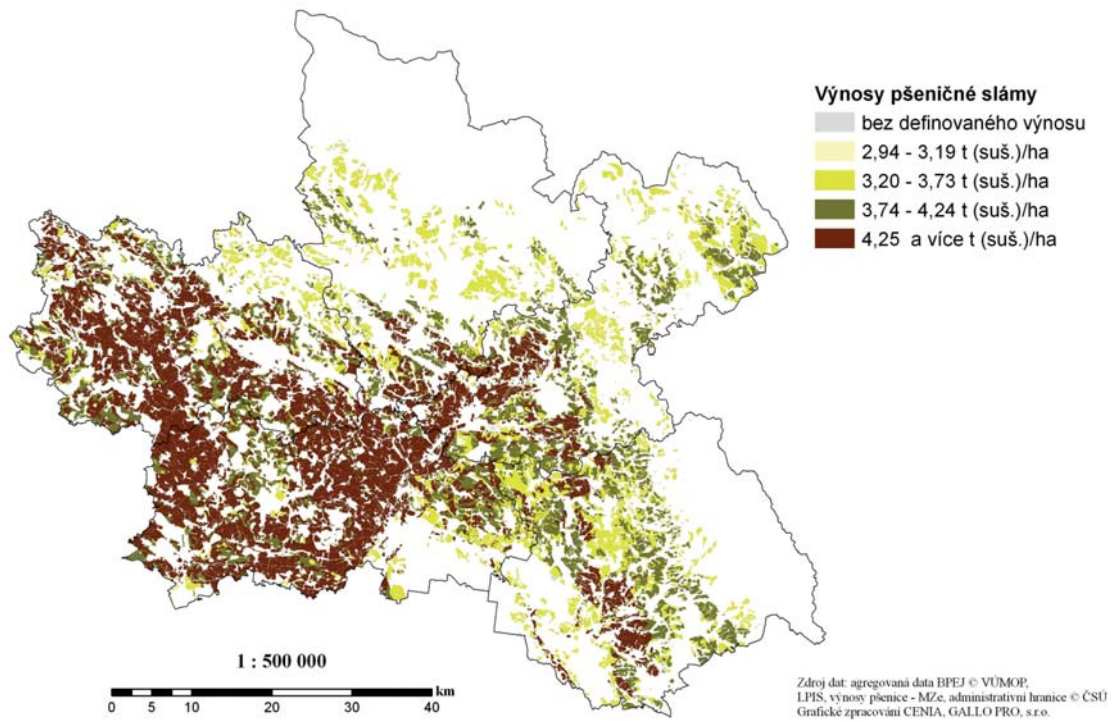 Výnosy pšeničné slámy
bez definovaného výnosu
2,94 - 3,19 t (suš.)/ha
3,20 - 3,73 t (suš.)/ha
3,74 - 4,24 t (suš.)/ha
4,25 a více t (suš.)/ha
1 : 500 000
km
0 5 10 20 30 40
Zdroj dat: agregovaná data BPEJ © VÚMOP,
LPIS, výnosy pšenice - MZe, administrativní hranice © ČSÚ
Grafické zpracování CENIA, GALLO PRO, s.r.o.